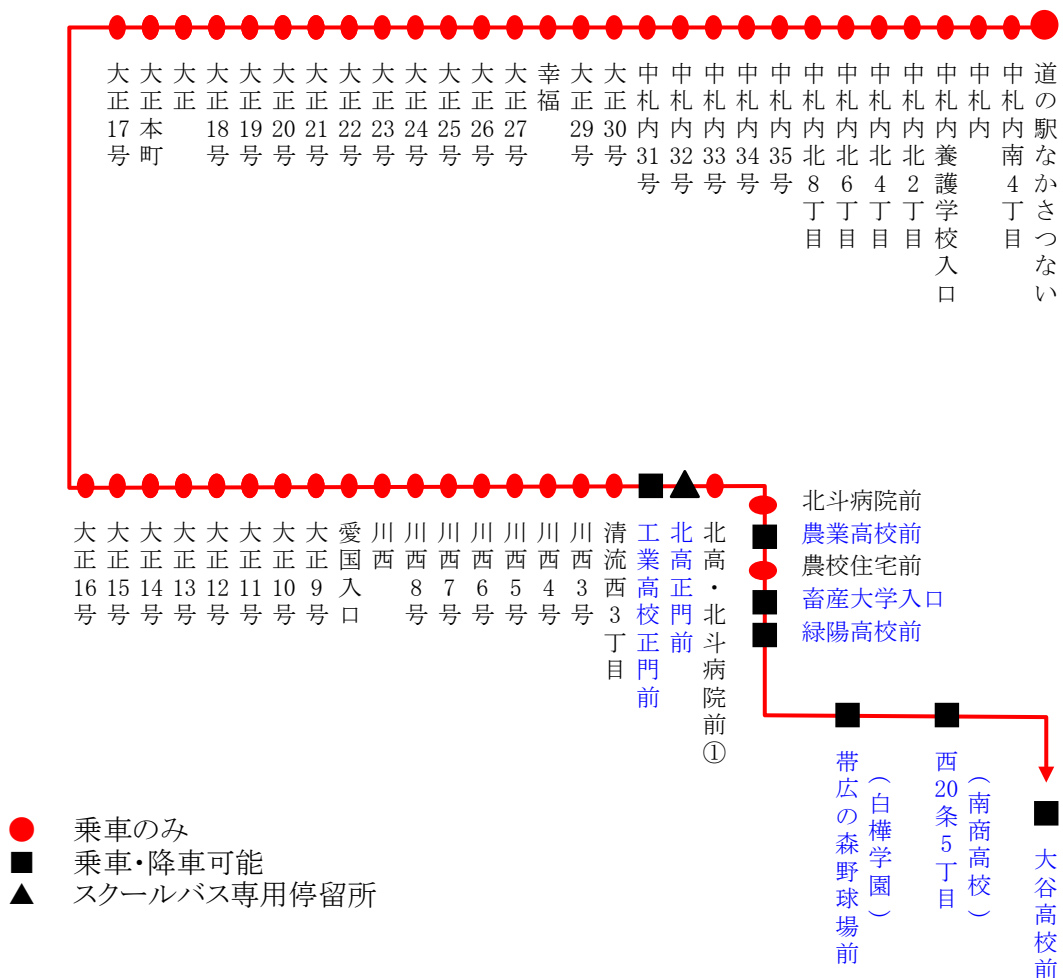 道の駅なかさつない
中札内南4丁目
中札内
中札内養護学校入口
中札内北2丁目
中札内北4丁目
中札内北6丁目
中札内北8丁目
中札内35号
中札内34号
中札内33号
中札内32号
中札内31号
大正30号
大正29号
幸福
大正27号
大正26号
大正25号
大正24号
大正23号
大正22号
大正21号
大正20号
大正19号
大正18号
大正
大正本町
大正17号
大正16号
大正15号
大正14号
大正13号
大正12号
大正11号
大正10号
大正9号
愛国入口
川西
川西8号
川西7号
川西6号
川西5号
川西4号
川西3号
清流西3丁目
工業高校正門前
北高正門前
北高・北斗病院前①
北斗病院前
農業高校前
農校住宅前
畜産大学入口
緑陽高校前
帯広の森野球場前
（白樺学園）
西20条5丁目
（南商高校）
大谷高校前
乗車のみ
乗車・降車可能
スクールバス専用停留所